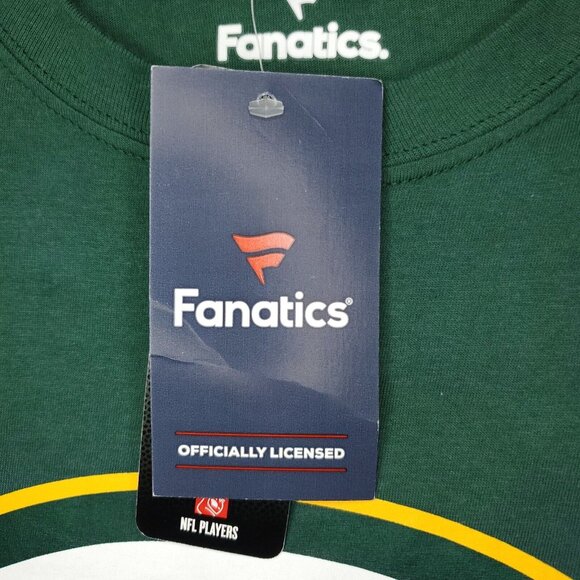 Fanatics.
Fanatics®
OFFICIALLY LICENSED
NFL PLAYERS